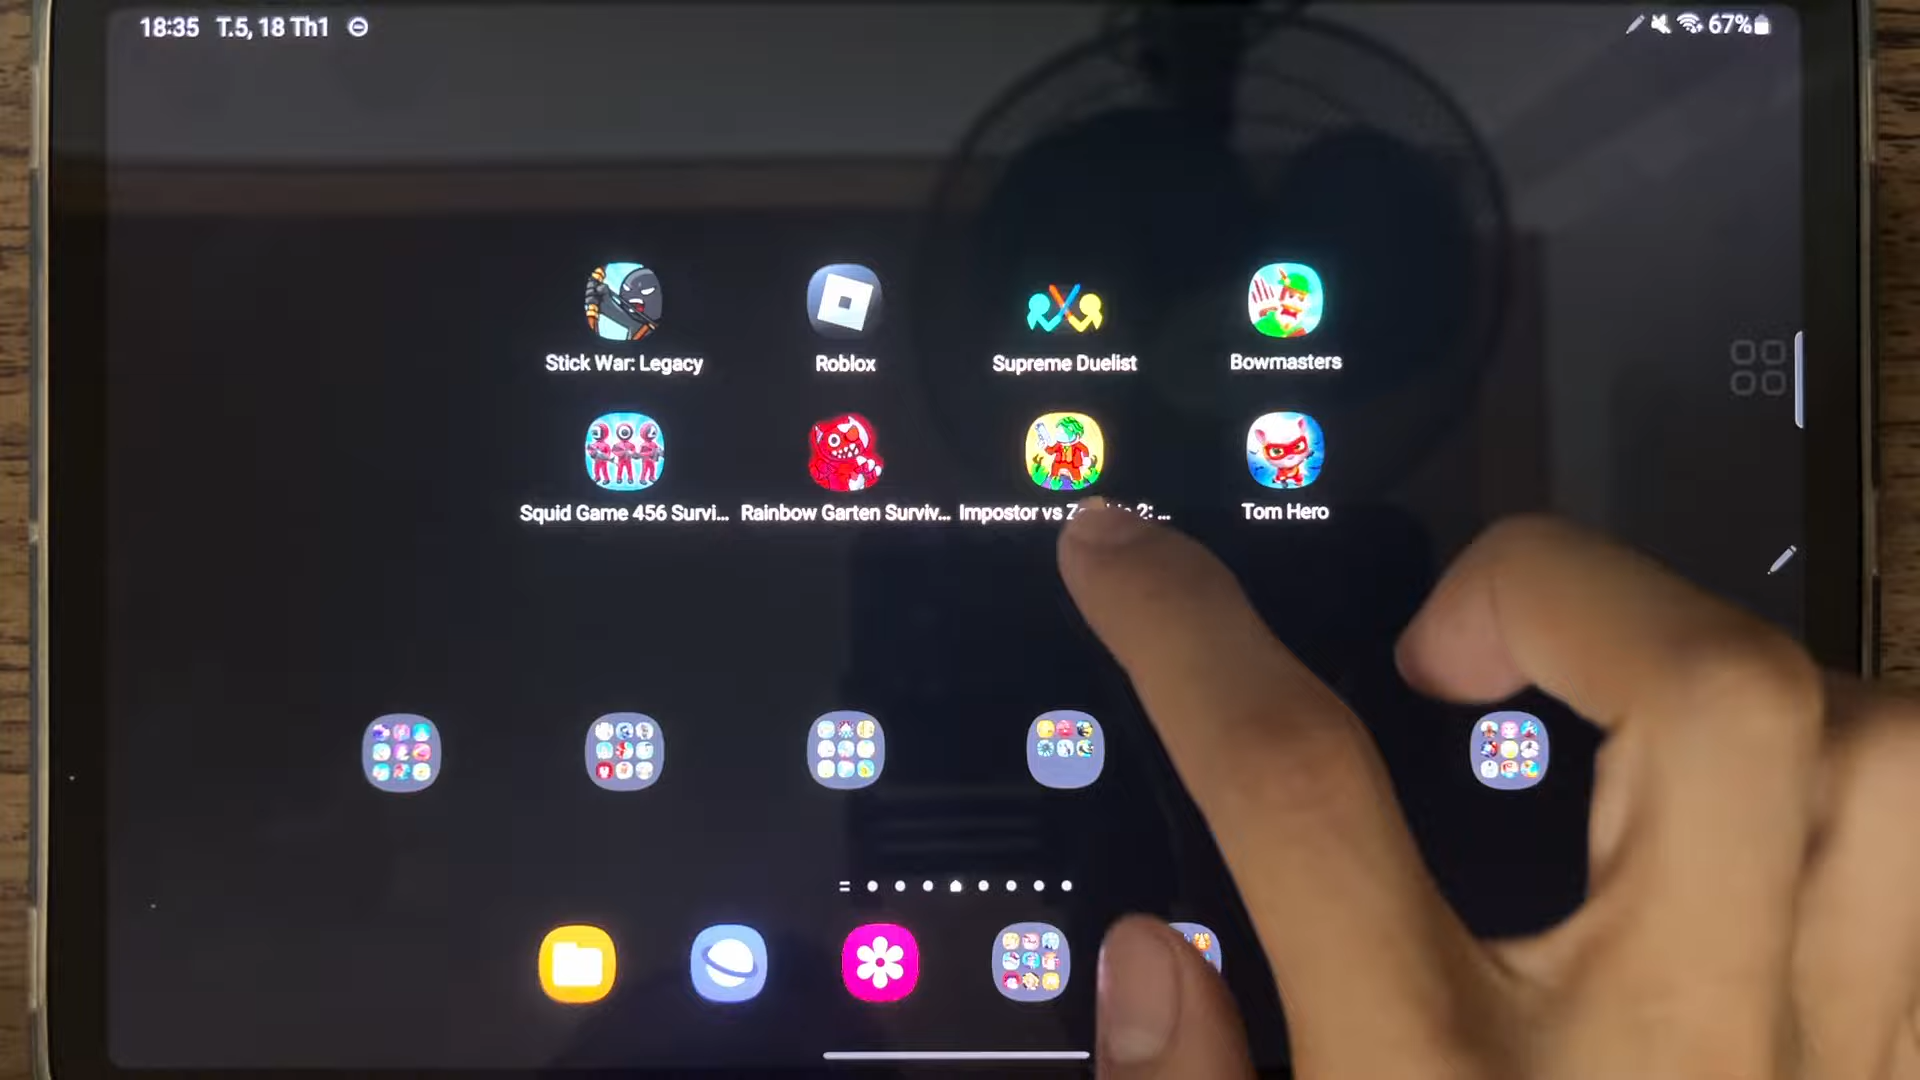 18:35 T.5, 18 Th1
67%
Stick War: Legacy
Roblox
Supreme Duelist
Bowmasters
Squid Game 456 Survi...
Rainbow Garten Surviv...
Impostor vs 2: ...
Tom Hero